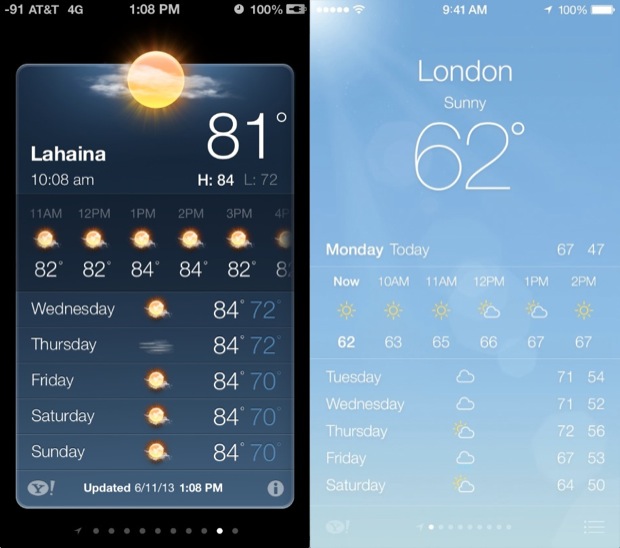 -91 AT&T 4G 1:08 PM 100%
81°
Lahaina
10:08 am H: 84 L: 72
11AM 12PM 1PM 2PM 3PM 4P
82° 82° 84° 84° 82° 8
Wednesday 84° 72°
Thursday 84° 72°
Friday 84° 70°
Saturday 84° 70°
Sunday 84° 70°
Y! Updated 6/11/13 1:08 PM i
9:41 AM 100%
London
Sunny
62°
Monday Today 67 47
Now 10AM 11AM 12PM 1PM 2PM
62 63 65 66 67 67
Tuesday 71 54
Wednesday 71 52
Thursday 72 56
Friday 67 53
Saturday 64 50
Y!